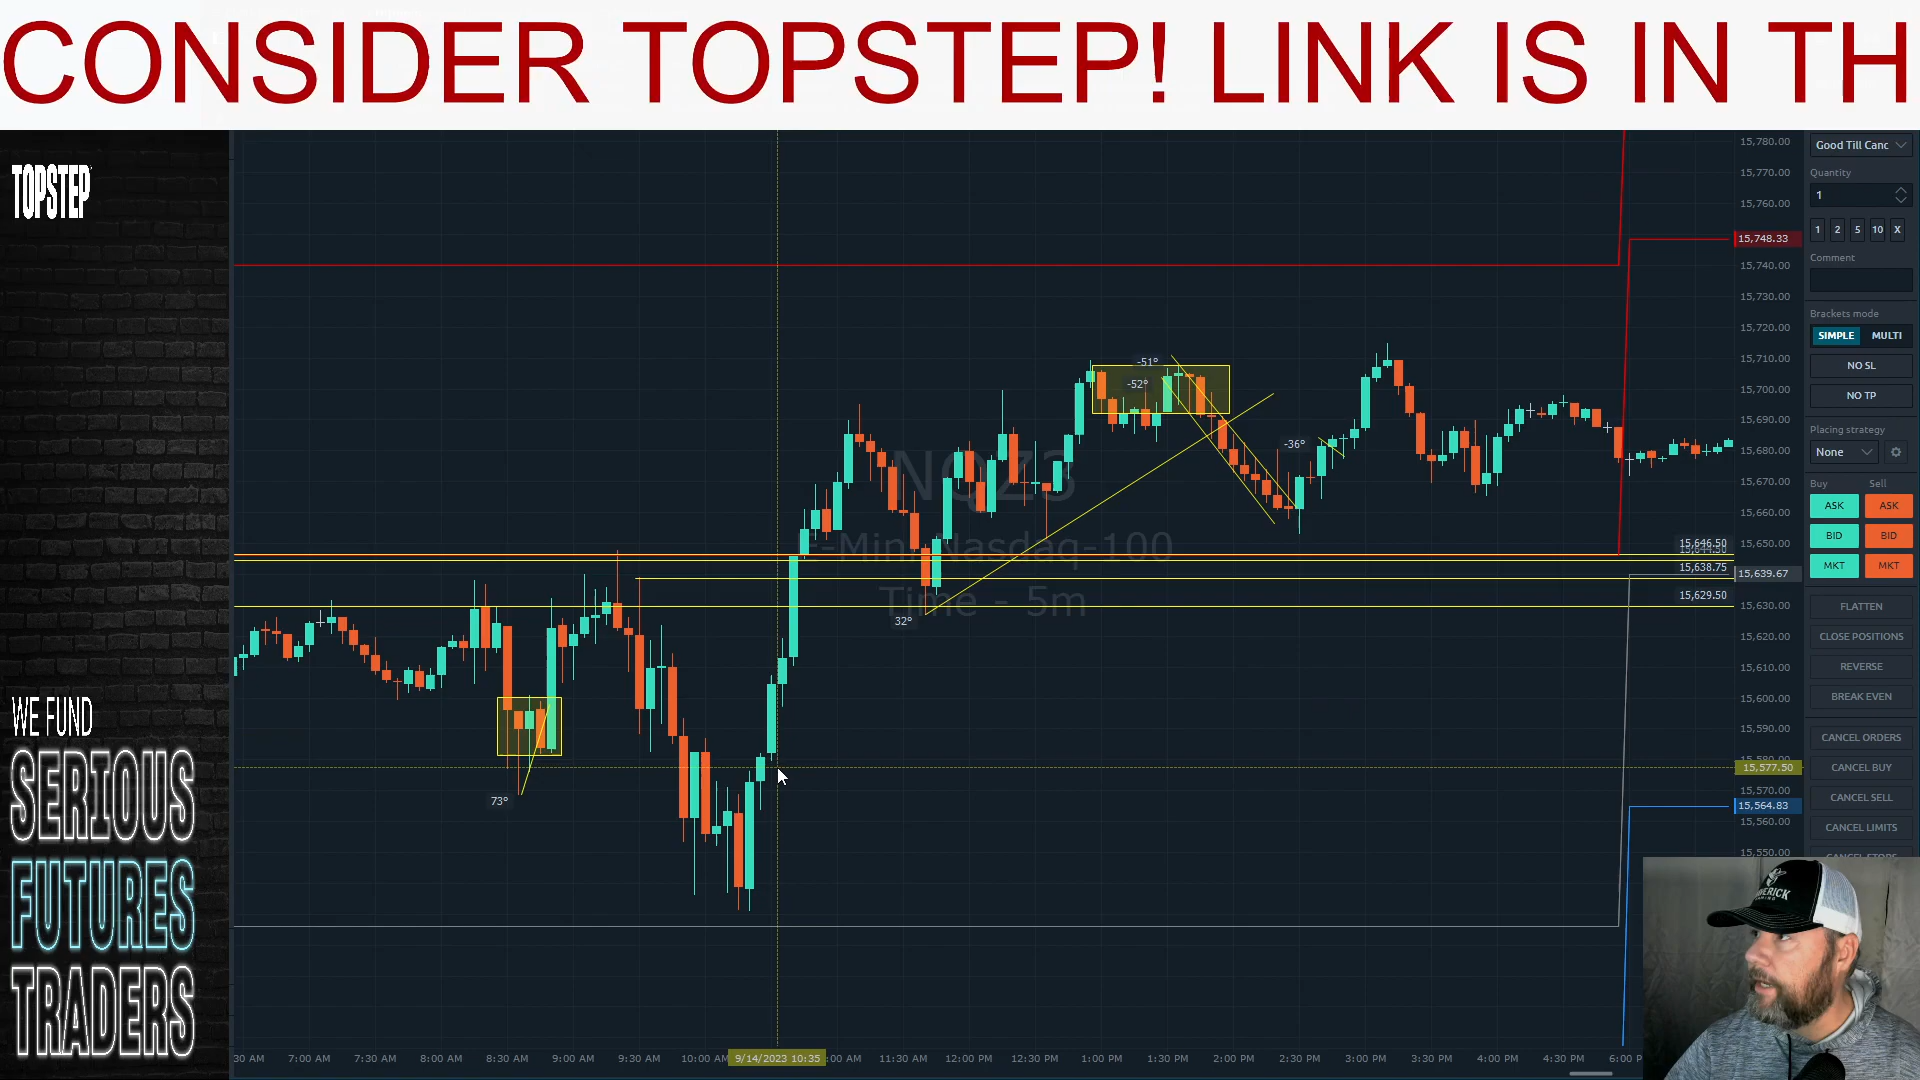 CONSIDER TOPSTEP! LINK IS IN TH
TOPSTEP
WE FUND
SERIOUS
FUTURES
TRADERS
NQZ3
E-Mini Nasdaq-100
Time - 5m
73°
32°
-51°
-52°
-36°
15,646.50
15,638.75
15,629.50
15,780.00
15,770.00
15,760.00
15,748.33
15,740.00
15,730.00
15,720.00
15,710.00
15,700.00
15,690.00
15,680.00
15,670.00
15,660.00
15,650.00
15,639.67
15,630.00
15,620.00
15,610.00
15,600.00
15,590.00
15,577.50
15,570.00
15,564.83
15,560.00
15,550.00
:30 AM 7:00 AM 7:30 AM 8:00 AM 8:30 AM 9:00 AM 9:30 AM 10:00 AM 9/14/2023 10:35 :00 AM 11:30 AM 12:00 PM 12:30 PM 1:00 PM 1:30 PM 2:00 PM 2:30 PM 3:00 PM 3:30 PM 4:00 PM 4:30 PM 6:00 P
Good Till Canc
Quantity
1
1 2 5 10 X
Comment
Brackets mode
SIMPLE MULTI
NO SL
NO TP
Placing strategy
None
Buy Sell
ASK ASK
BID BID
MKT MKT
FLATTEN
CLOSE POSITIONS
REVERSE
BREAK EVEN
CANCEL ORDERS
CANCEL BUY
CANCEL SELL
CANCEL LIMITS